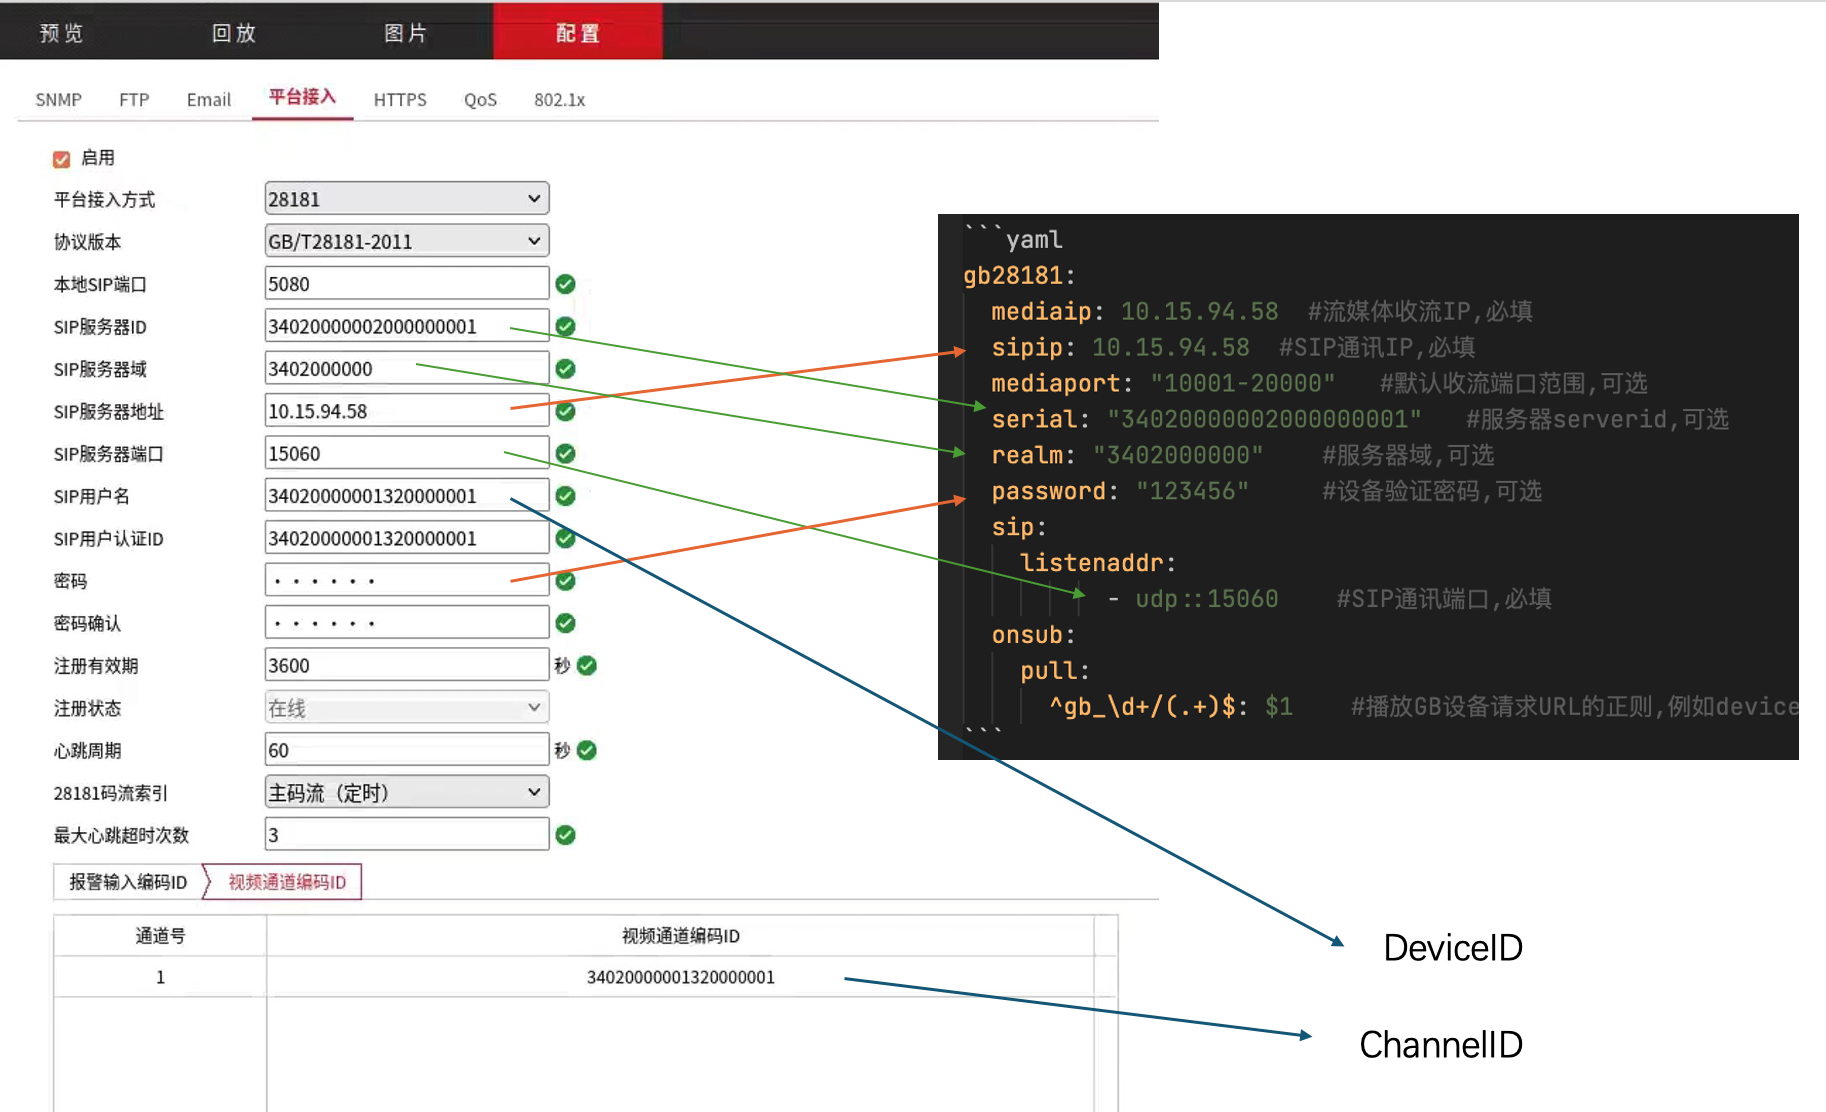 预览 回放 图片 配置
SNMP FTP Email 平台接入 HTTPS QoS 802.1x
启用
平台接入方式 28181
协议版本 GB/T28181-2011
本地SIP端口 5080
SIP服务器ID 34020000002000000001
SIP服务器域 3402000000
SIP服务器地址 10.15.94.58
SIP服务器端口 15060
SIP用户名 34020000001320000001
SIP用户认证ID 34020000001320000001
密码 ······
密码确认 ······
注册有效期 3600 秒
注册状态 在线
心跳周期 60 秒
28181码流索引 主码流（定时）
最大心跳超时次数 3
报警输入编码ID 视频通道编码ID
通道号 视频通道编码ID
1 34020000001320000001
```yaml
gb28181:
mediaip: 10.15.94.58 #流媒体收流IP,必填
sipip: 10.15.94.58 #SIP通讯IP,必填
mediaport: "10001-20000" #默认收流端口范围,可选
serial: "34020000002000000001" #服务器serverid,可选
realm: "3402000000" #服务器域,可选
password: "123456" #设备验证密码,可选
sip:
listenaddr:
- udp::15060 #SIP通讯端口,必填
onsub:
pull:
^gb_\d+/(.+)$: $1 #播放GB设备请求URL的正则,例如device
```
DeviceID
ChannelID